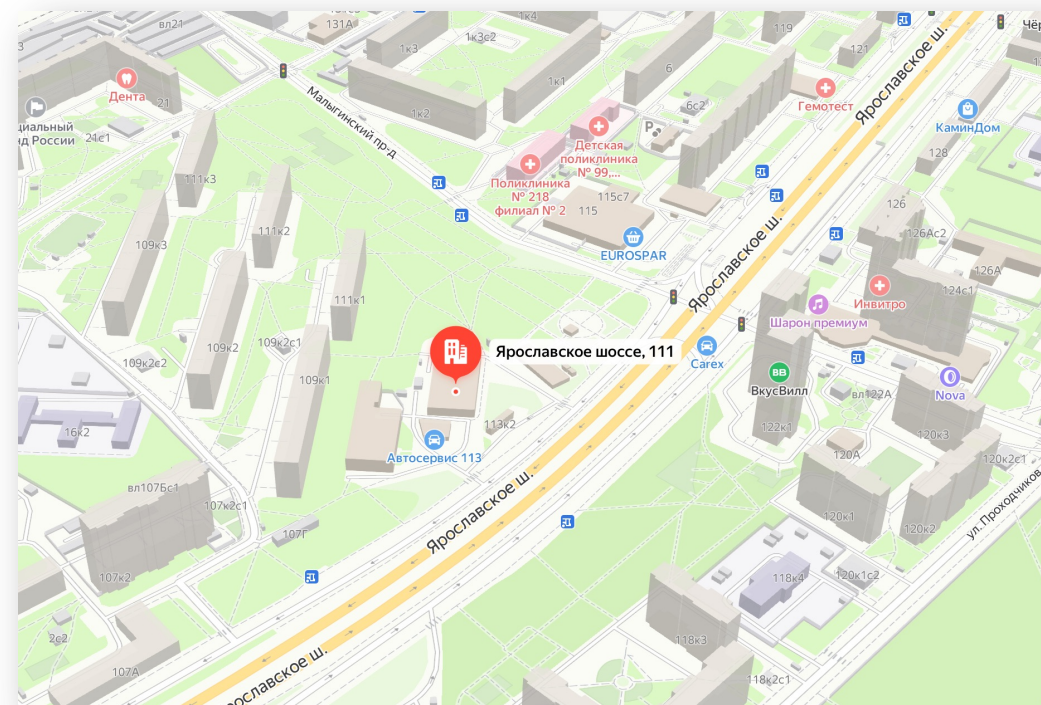 вл21
131А
1к4
119
1к3с2
1к3
121
6
1к1
Ярославское ш.
Дента
21
Малыгинский пр-д
1к2
6с2
Гемотест
КаминДом
21с1
128
Детская
поликлиника
№ 99,...
Поликлиника
№ 218
филиал № 2
111к3
115с7
115
126
126Ас2
109к3
111к2
EUROSPAR
Ярославское ш.
126А
124с1
Инвитро
111к1
Шарон премиум
109к2
109к2с1
Ярославское шоссе, 111
Carex
109к2с2
109к1
ВВ
ВкусВилл
вл122А
Nova
16к2
113к2
122к1
120к3
Автосервис 113
120А
120к2с1
вл107Бс1
107к2с1
Ярославское ш.
120к1
120к2
ул. Проходчиков
107Г
107к2
118к4
120к1с2
2с2
118к3
107А
118к2с1